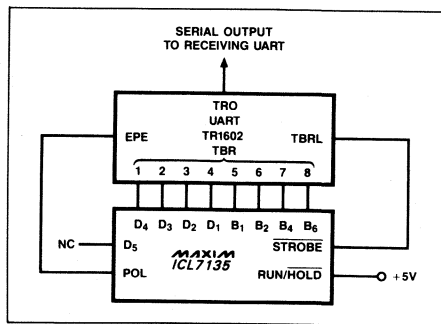 SERIAL OUTPUT
TO RECEIVING UART
TRO
EPE UART
TR1602 TBRL
TBR
1 2 3 4 5 6 7 8
D4 D3 D2 D1 B1 B2 B4 B6
NC D5 STROBE
MAXIM
ICL7135
POL RUN/HOLD +5V